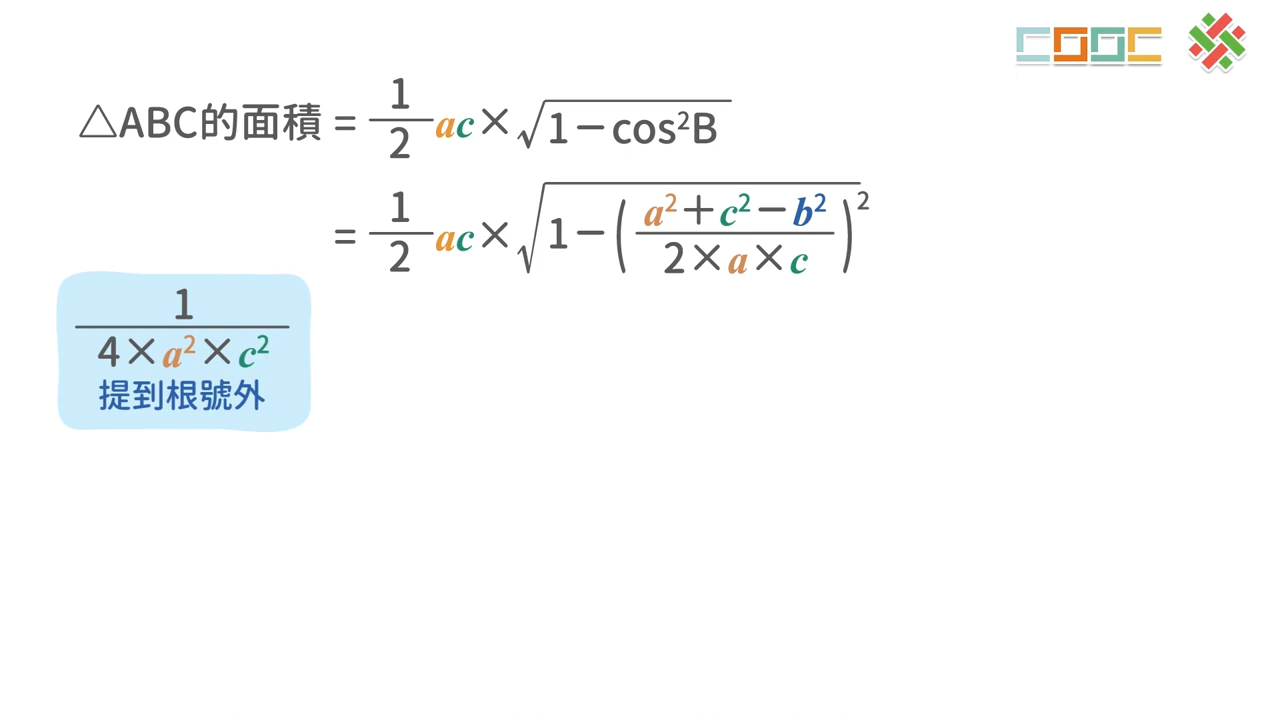 COOC
△ABC的面積 = 1/2 ac × √(1−cos²B)
= 1/2 ac × √(1−((a²+c²−b²)/(2×a×c))²)
1/(4×a²×c²)
提到根號外